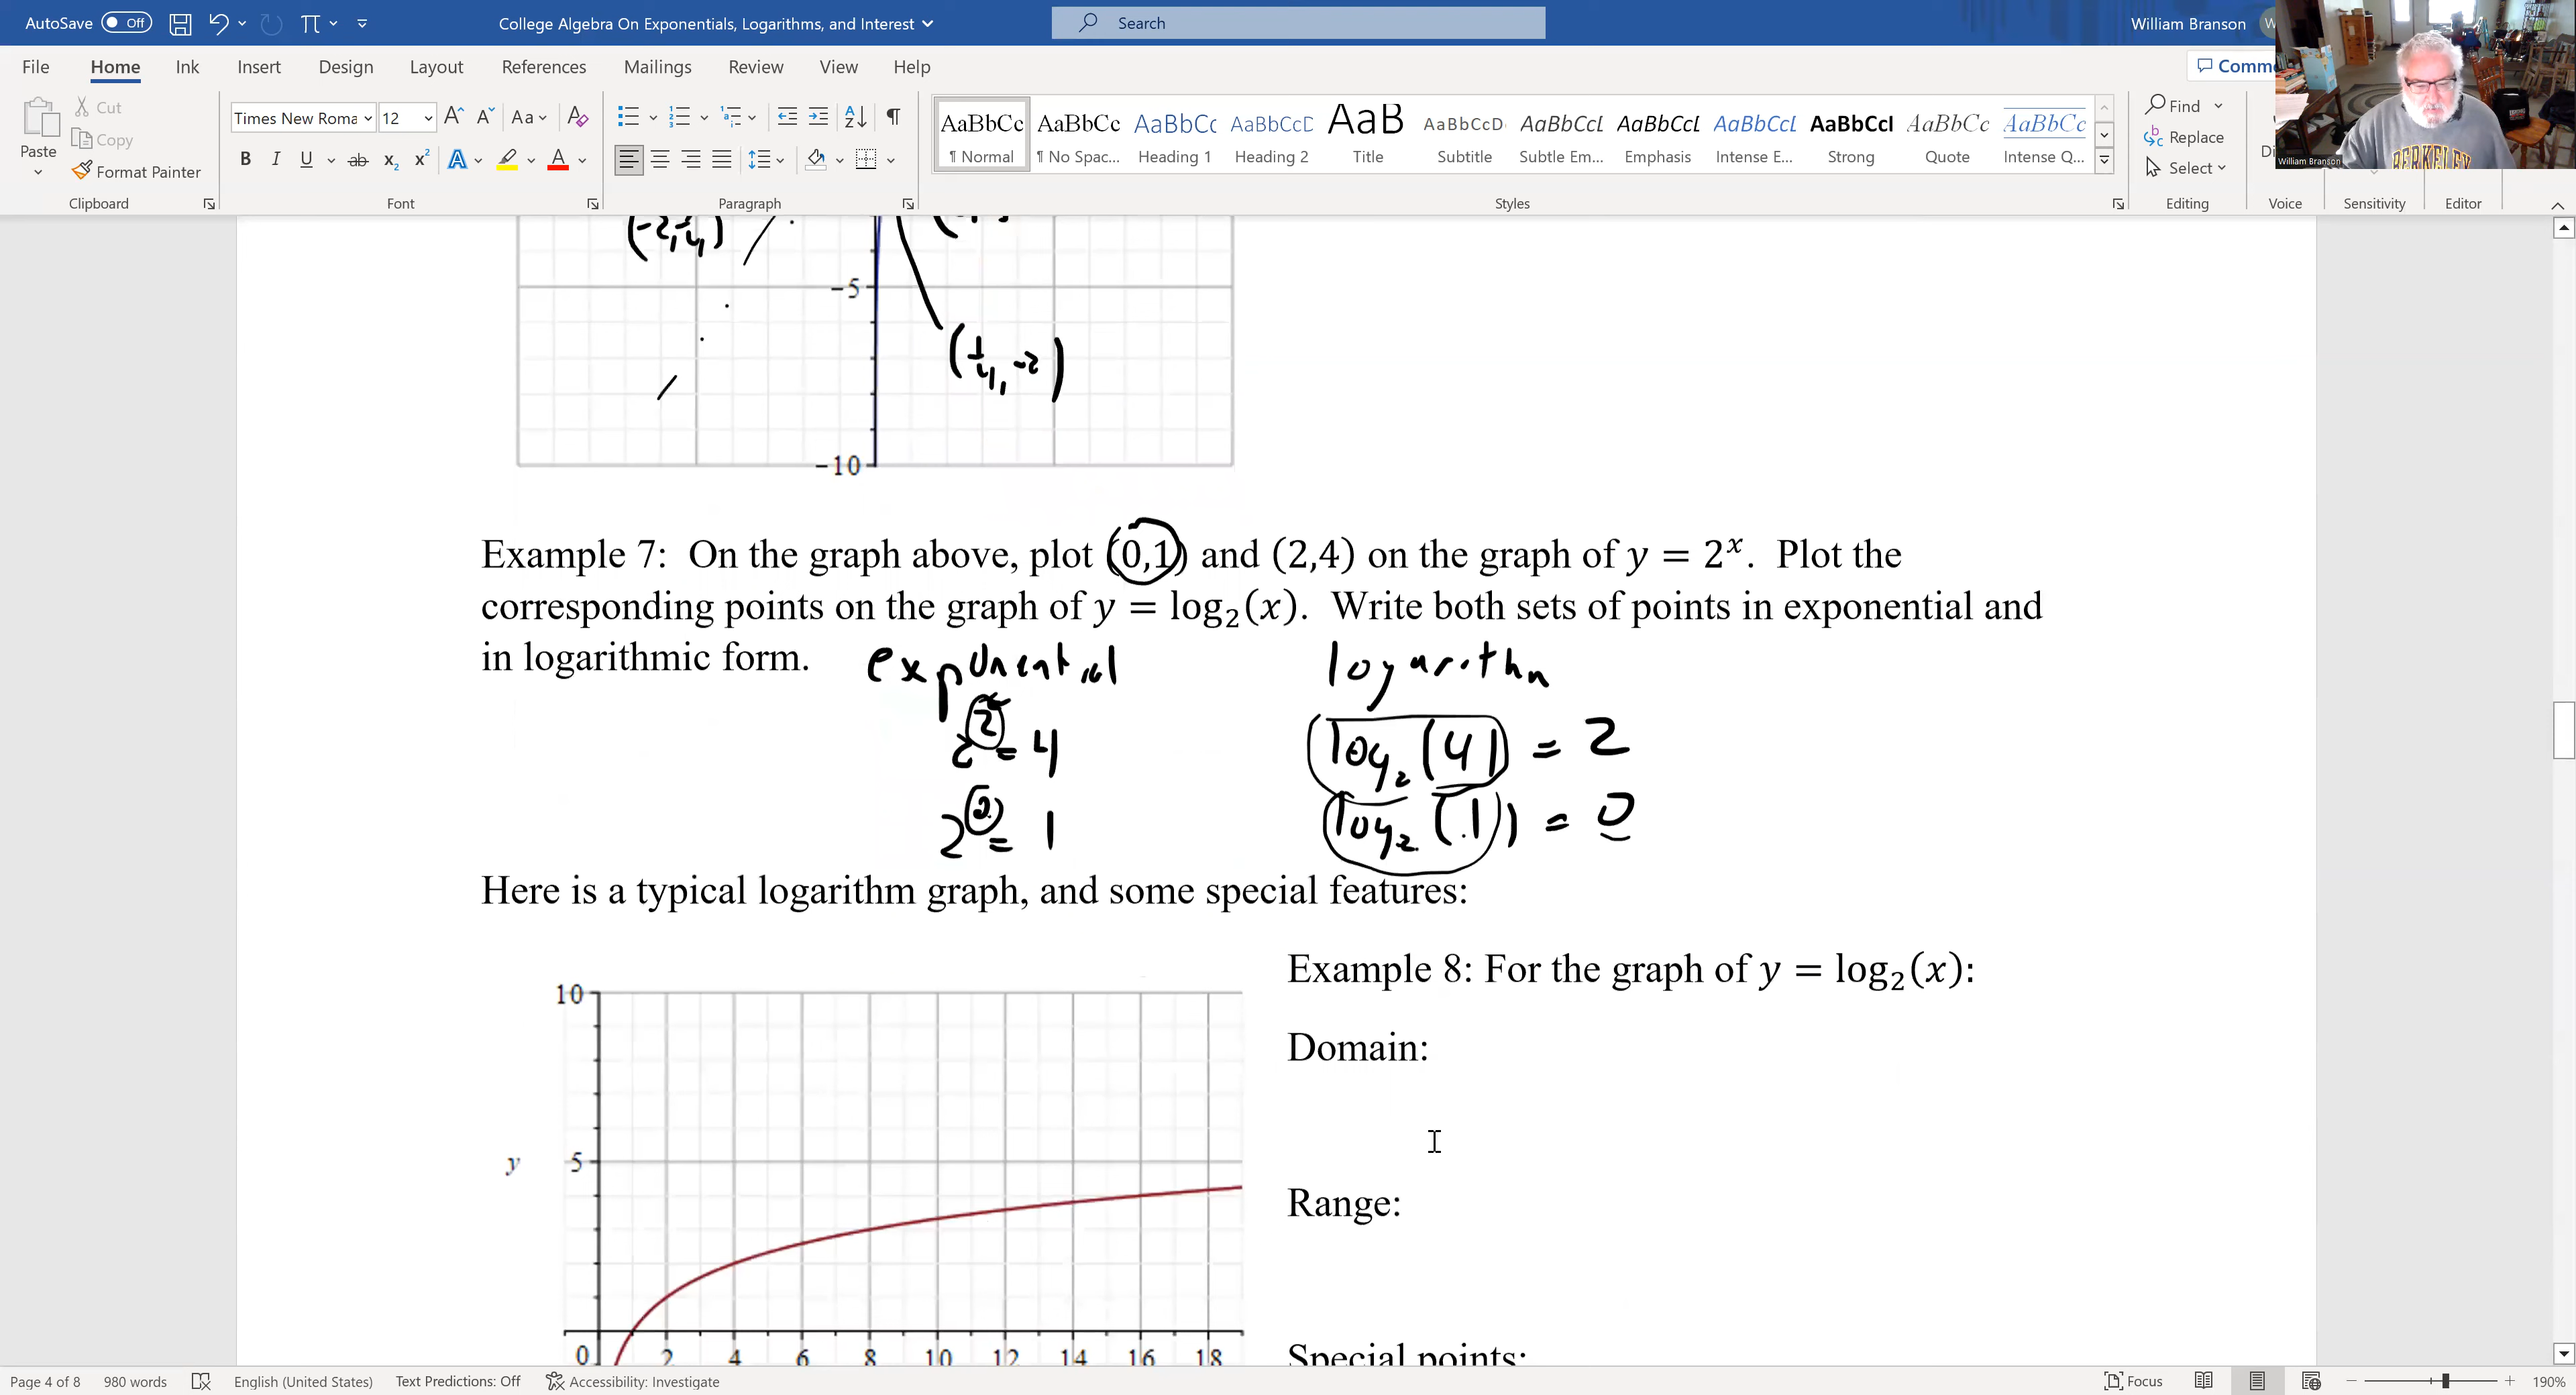 AutoSave Off College Algebra On Exponentials, Logarithms, and Interest Search William Branson
File Home Ink Insert Design Layout References Mailings Review View Help
Paste Cut Copy Format Painter
Times New Roma 12 Aa
B I U ab x₂ x² A A
AaBbCc AaBbCc AaBbCc AaBbCcD AaB AaBbCcD AaBbCcL AaBbCcL AaBbCcL AaBbCcl AaBbCc AaBbCc
¶ Normal ¶ No Spac... Heading 1 Heading 2 Title Subtitle Subtle Em... Emphasis Intense E... Strong Quote Intense Q...
Find
Replace
Select
William Branson
Clipboard Font Paragraph Styles Editing Voice Sensitivity Editor
-5
(1/4, -2)
-10
Example 7: On the graph above, plot (0,1) and (2,4) on the graph of y = 2ˣ. Plot the
corresponding points on the graph of y = log₂(x). Write both sets of points in exponential and
in logarithmic form.
exponential logarithm
2² = 4 log₂(4) = 2
2⁰ = 1 log₂(1) = 0
Here is a typical logarithm graph, and some special features:
Example 8: For the graph of y = log₂(x):
Domain:
Range:
Special points:
10
y 5
0 2 4 6 8 10 12 14 16 18
Page 4 of 8 980 words English (United States) Text Predictions: Off Accessibility: Investigate Focus 190%